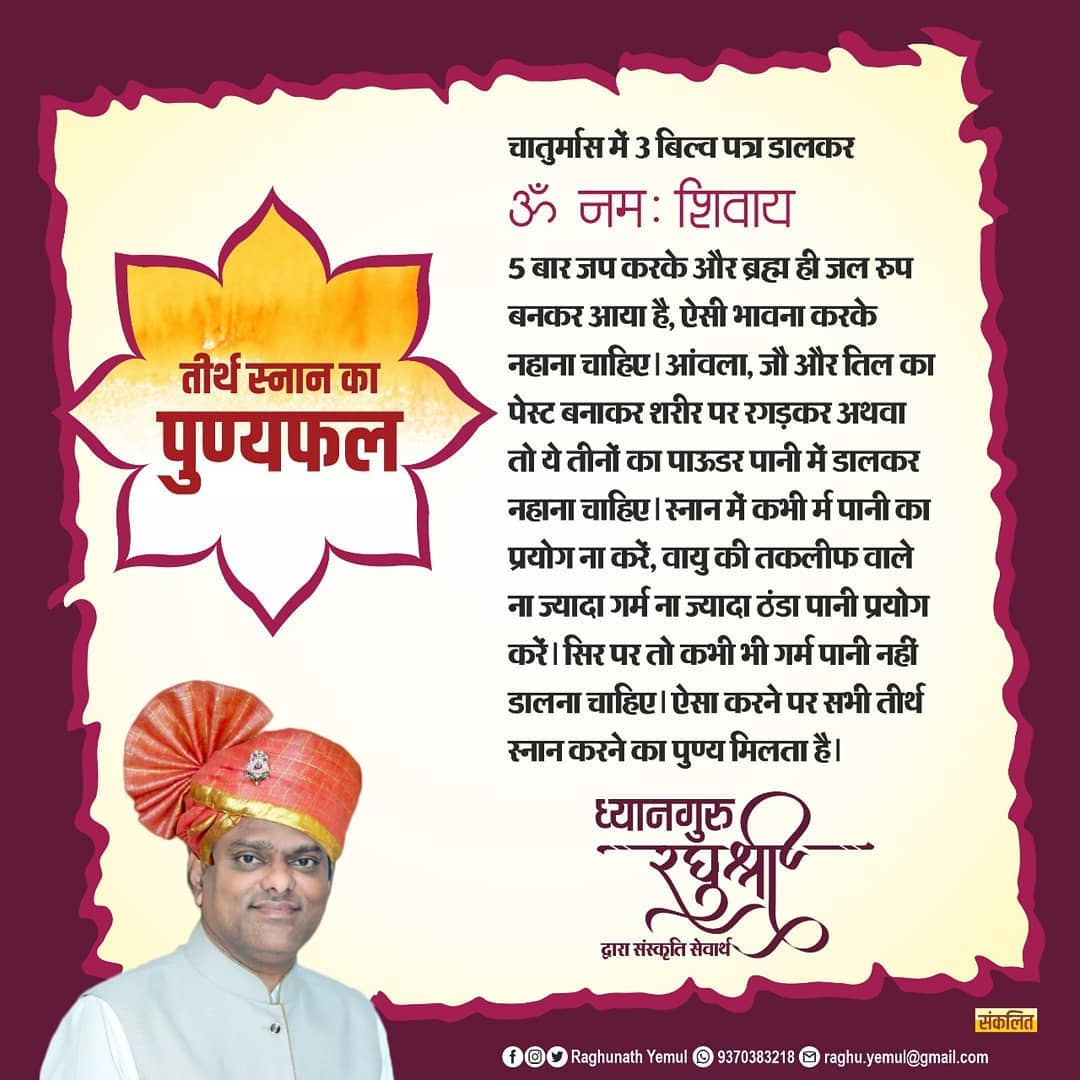 तीर्थ स्नान का
पुण्यफल
चातुर्मास में 3 बिल्व पत्र डालकर
ॐ नमः शिवाय
5 बार जप करके और ब्रह्म ही जल रुप
बनकर आया है, ऐसी भावना करके
नहाना चाहिए। आंवला, जौ और तिल का
पेस्ट बनाकर शरीर पर रगड़कर अथवा
तो ये तीनों का पाऊडर पानी में डालकर
नहाना चाहिए। स्नान में कभी र्म पानी का
प्रयोग ना करें, वायु की तकलीफ वाले
ना ज्यादा गर्म ना ज्यादा ठंडा पानी प्रयोग
करें। सिर पर तो कभी भी गर्म पानी नहीं
डालना चाहिए। ऐसा करने पर सभी तीर्थ
स्नान करने का पुण्य मिलता है।
ध्यानगुरु
रघुश्री
द्वारा संस्कृति सेवार्थ
संकलित
Raghunath Yemul 9370383218 raghu.yemul@gmail.com